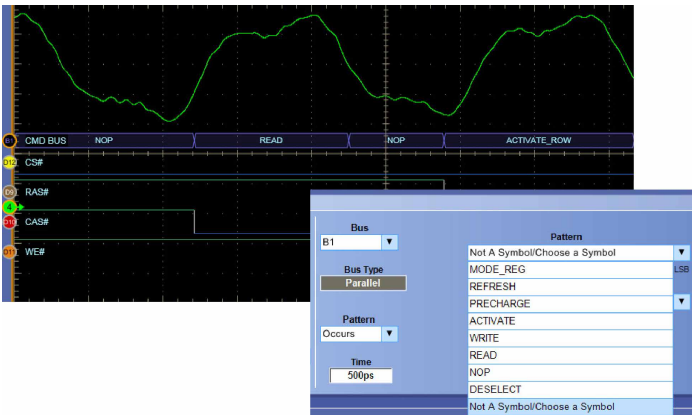 B1 CMD BUS NOP READ NOP ACTIVATE_ROW
D12 CS#
D9 RAS#
4
D10 CAS#
D11 WE#
Bus
B1
Bus Type
Parallel
Pattern
Occurs
Time
500ps
Pattern
Not A Symbol/Choose a Symbol
MODE_REG
LSB
REFRESH
PRECHARGE
ACTIVATE
WRITE
READ
NOP
DESELECT
Not A Symbol/Choose a Symbol